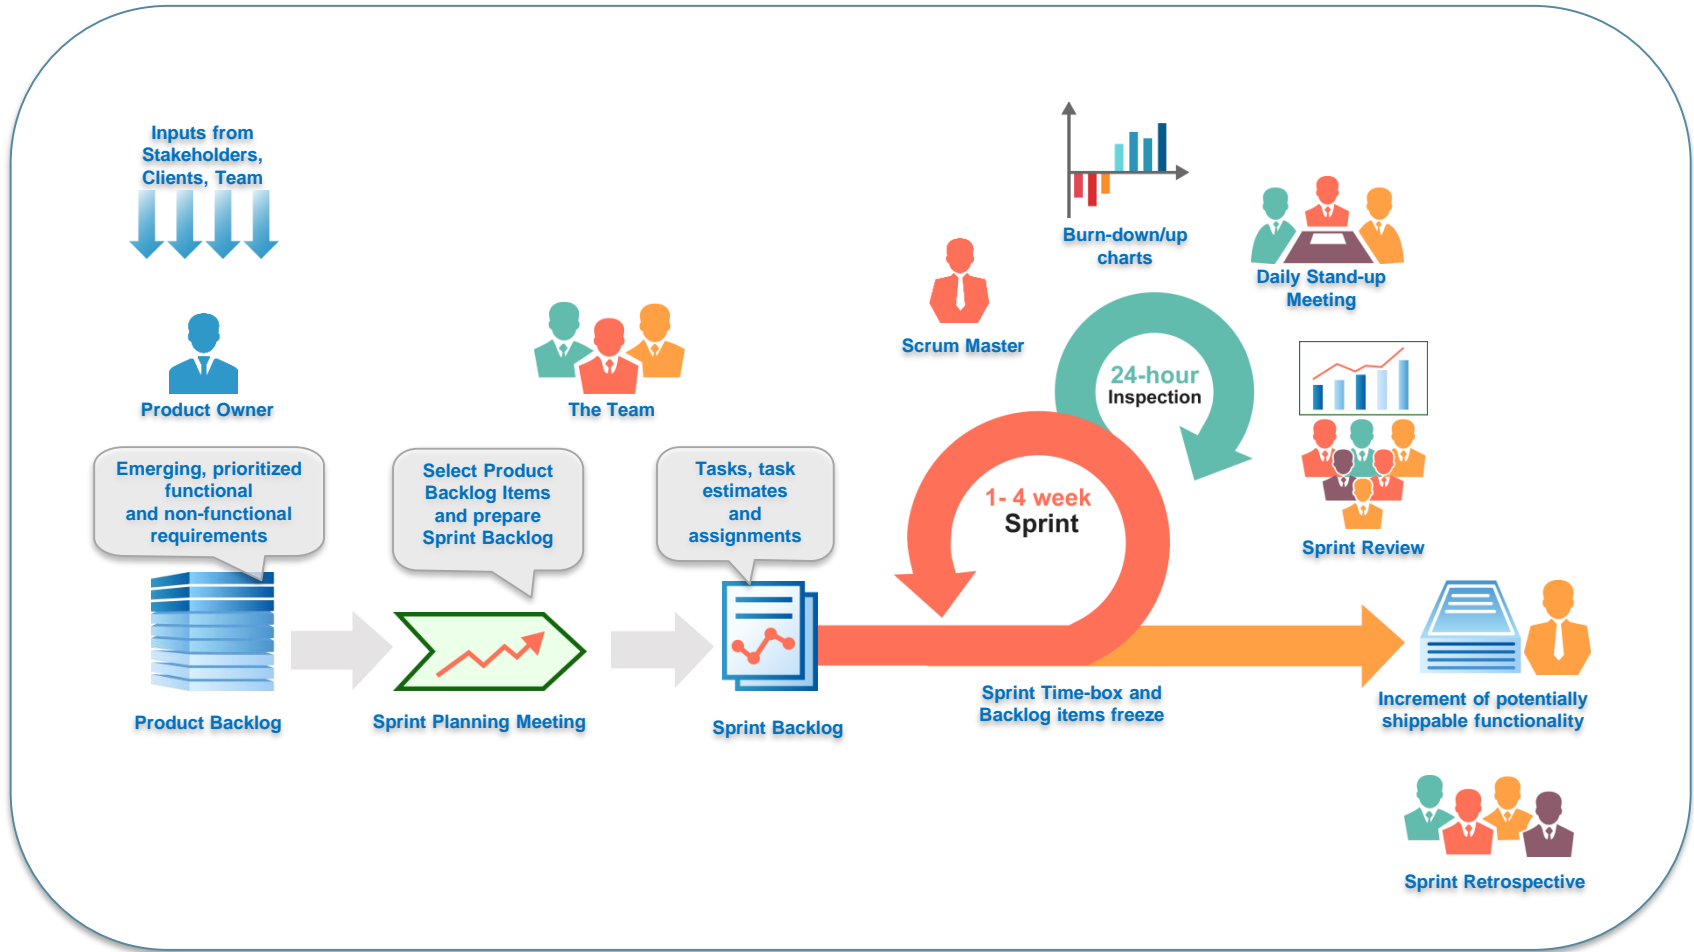 Inputs from
Stakeholders,
Clients, Team
Product Owner
Emerging, prioritized
functional
and non-functional
requirements
Product Backlog
The Team
Select Product
Backlog Items
and prepare
Sprint Backlog
Sprint Planning Meeting
Tasks, task
estimates
and
assignments
Sprint Backlog
Scrum Master
Burn-down/up
charts
Daily Stand-up
Meeting
24-hour
Inspection
1- 4 week
Sprint
Sprint Time-box and
Backlog items freeze
Sprint Review
Increment of potentially
shippable functionality
Sprint Retrospective